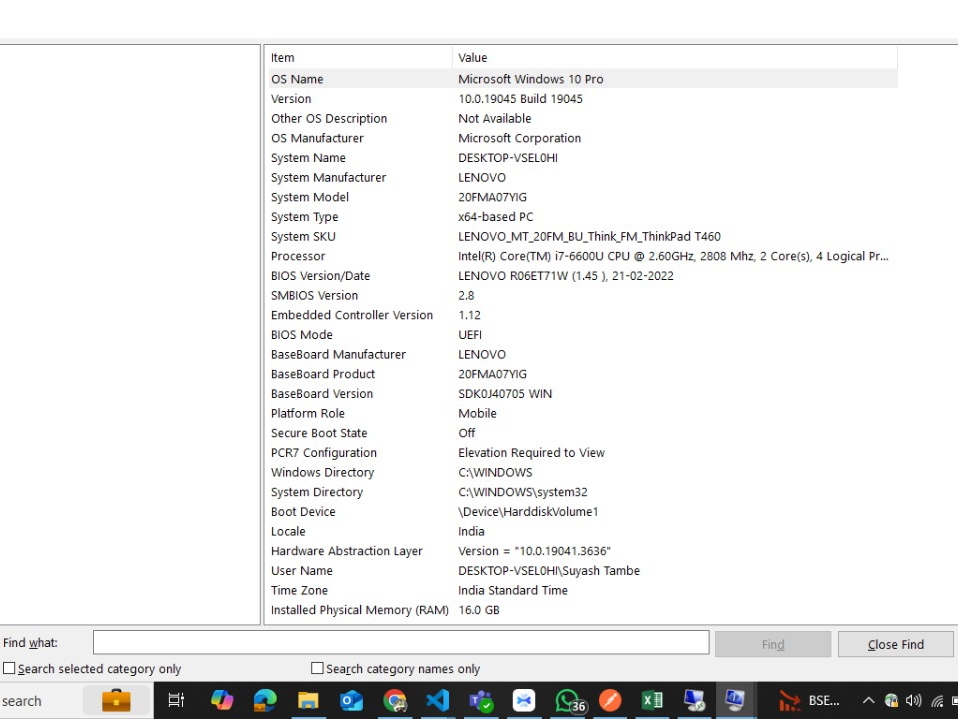 Item Value
OS Name Microsoft Windows 10 Pro
Version 10.0.19045 Build 19045
Other OS Description Not Available
OS Manufacturer Microsoft Corporation
System Name DESKTOP-VSEL0HI
System Manufacturer LENOVO
System Model 20FMA07YIG
System Type x64-based PC
System SKU LENOVO_MT_20FM_BU_Think_FM_ThinkPad T460
Processor Intel(R) Core(TM) i7-6600U CPU @ 2.60GHz, 2808 Mhz, 2 Core(s), 4 Logical Pr...
BIOS Version/Date LENOVO R06ET71W (1.45 ), 21-02-2022
SMBIOS Version 2.8
Embedded Controller Version 1.12
BIOS Mode UEFI
BaseBoard Manufacturer LENOVO
BaseBoard Product 20FMA07YIG
BaseBoard Version SDK0J40705 WIN
Platform Role Mobile
Secure Boot State Off
PCR7 Configuration Elevation Required to View
Windows Directory C:\WINDOWS
System Directory C:\WINDOWS\system32
Boot Device \Device\HarddiskVolume1
Locale India
Hardware Abstraction Layer Version = "10.0.19041.3636"
User Name DESKTOP-VSEL0HI\Suyash Tambe
Time Zone India Standard Time
Installed Physical Memory (RAM) 16.0 GB
Find what: Find Close Find
Search selected category only Search category names only
search 36 BSE...